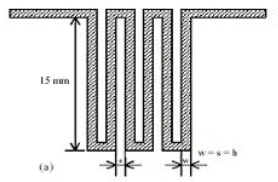 15 mm
s
w
w = s = h
(a)